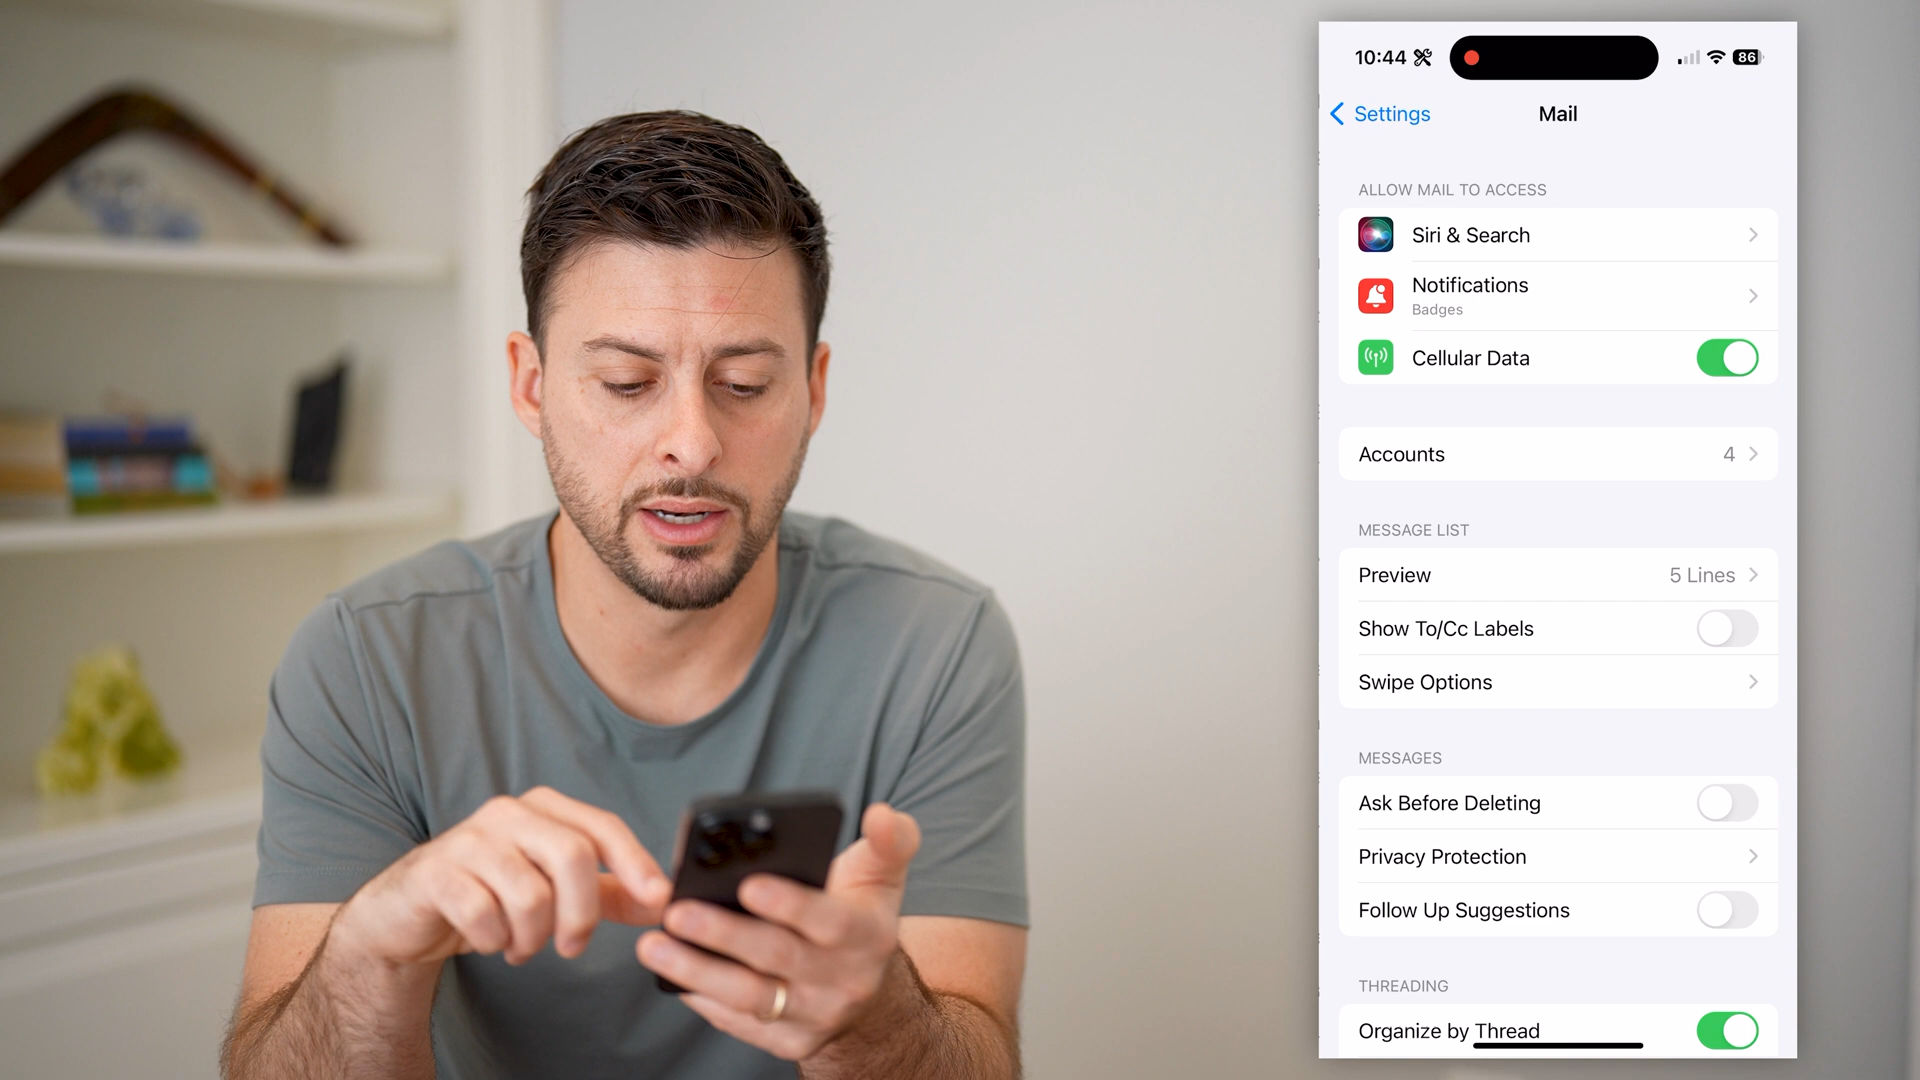 10:44
86
Settings
Mail
ALLOW MAIL TO ACCESS
Siri & Search
Notifications
Badges
Cellular Data
Accounts
4
MESSAGE LIST
Preview
5 Lines
Show To/Cc Labels
Swipe Options
MESSAGES
Ask Before Deleting
Privacy Protection
Follow Up Suggestions
THREADING
Organize by Thread